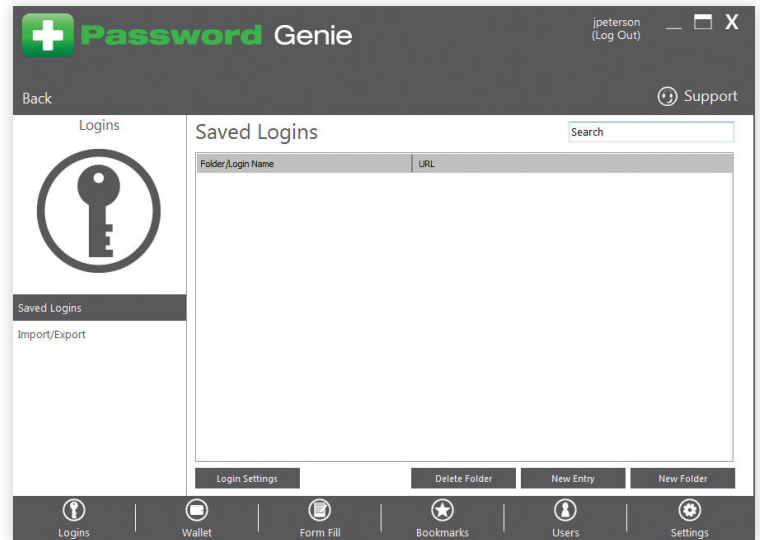 Password Genie
jpeterson
(Log Out)
X
Back
Support
Logins
Saved Logins
Search
Folder/Login Name
URL
Saved Logins
Import/Export
Login Settings
Delete Folder
New Entry
New Folder
Logins
Wallet
Form Fill
Bookmarks
Users
Settings